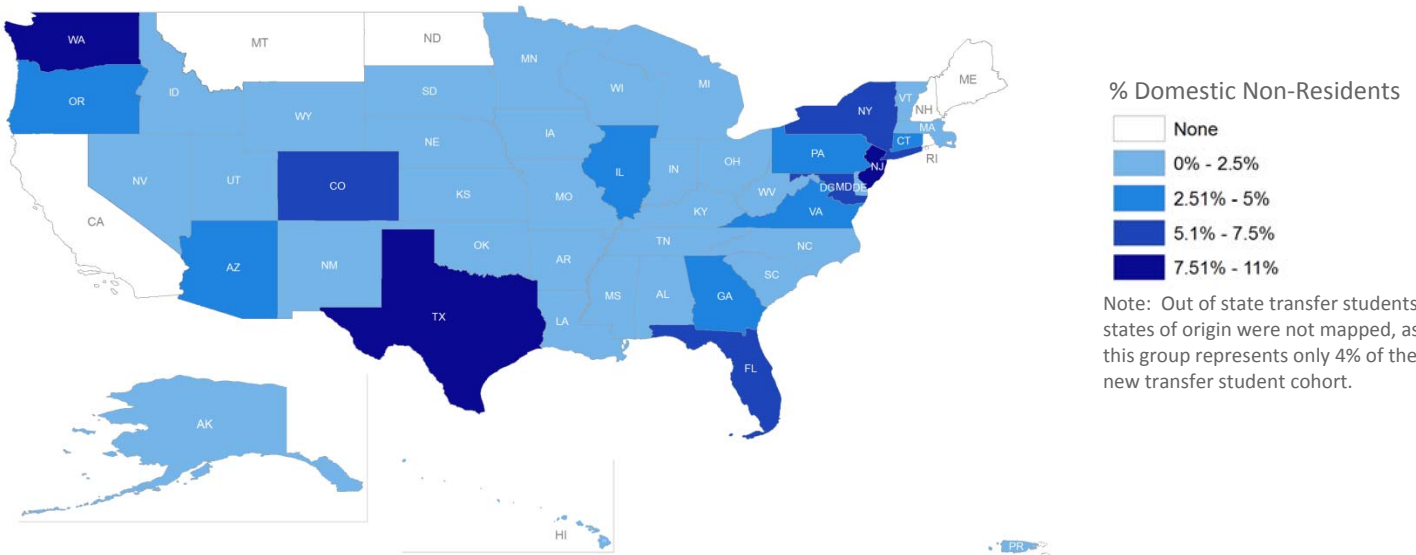 WA
MT
ND
MN
ME
OR
ID
SD
WI
MI
NY
VT
NH
MA
CT
RI
WY
IA
NE
PA
NJ
NV
UT
CO
IL
IN
OH
DC
MD
DE
WV
VA
CA
KS
MO
KY
AZ
NM
OK
AR
TN
NC
SC
MS
AL
GA
TX
LA
FL
AK
HI
PR
% Domestic Non-Residents
None
0% - 2.5%
2.51% - 5%
5.1% - 7.5%
7.51% - 11%
Note: Out of state transfer students
states of origin were not mapped, as
this group represents only 4% of the
new transfer student cohort.